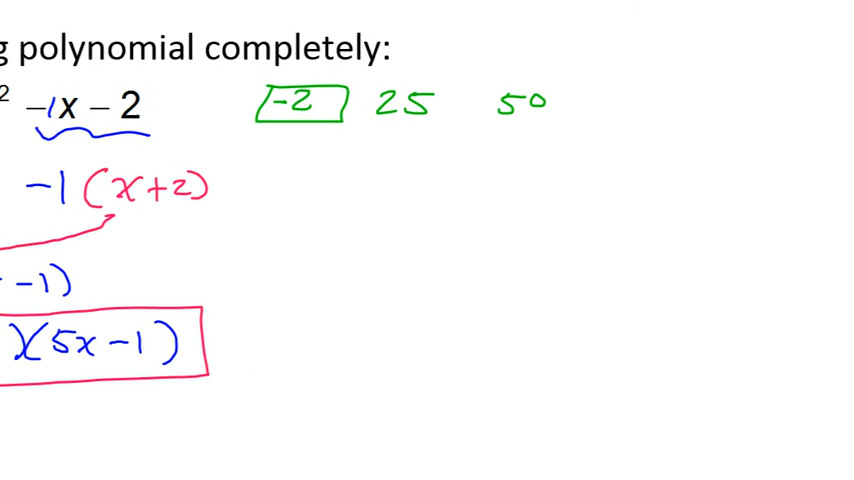 g polynomial completely:
2 -1x – 2 -2 25 50
-1 (x+2)
-1)
)(5x-1)